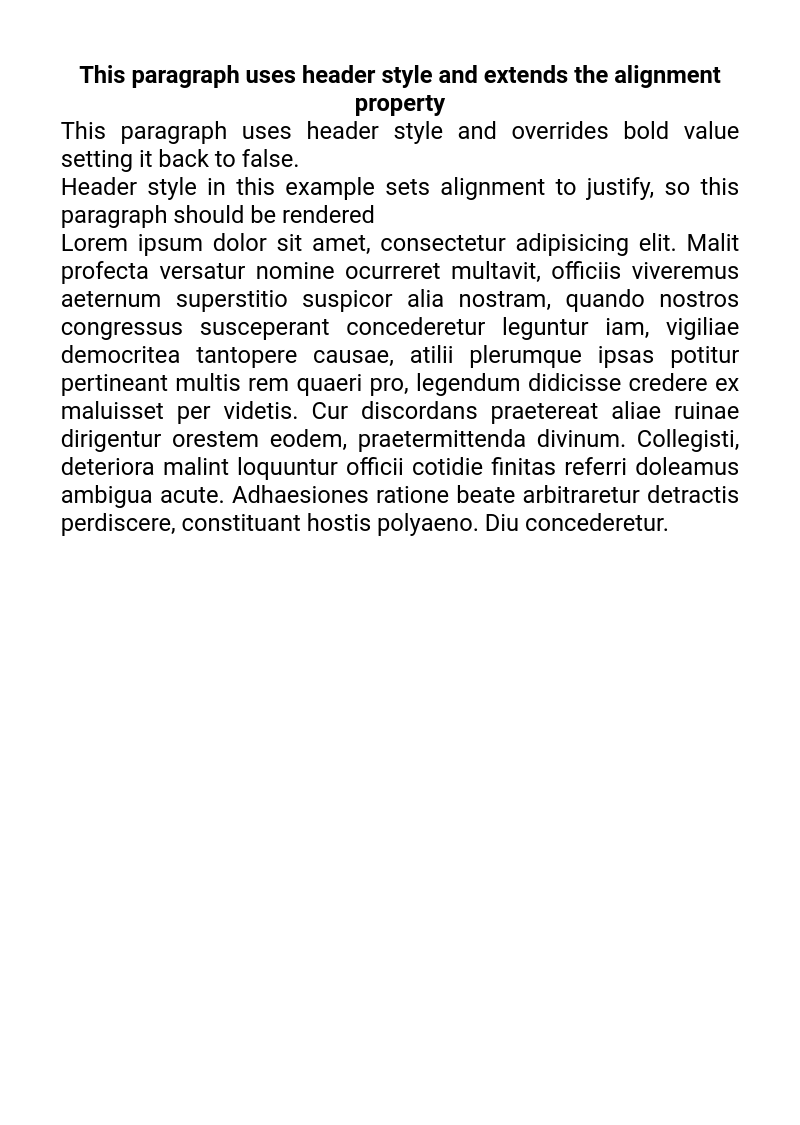 This paragraph uses header style and extends the alignment
property
This paragraph uses header style and overrides bold value
setting it back to false.
Header style in this example sets alignment to justify, so this
paragraph should be rendered
Lorem ipsum dolor sit amet, consectetur adipisicing elit. Malit
profecta versatur nomine ocurreret multavit, officiis viveremus
aeternum superstitio suspicor alia nostram, quando nostros
congressus susceperant concederetur leguntur iam, vigiliae
democritea tantopere causae, atilii plerumque ipsas potitur
pertineant multis rem quaeri pro, legendum didicisse credere ex
maluisset per videtis. Cur discordans praetereat aliae ruinae
dirigentur orestem eodem, praetermittenda divinum. Collegisti,
deteriora malint loquuntur officii cotidie finitas referri doleamus
ambigua acute. Adhaesiones ratione beate arbitraretur detractis
perdiscere, constituant hostis polyaeno. Diu concederetur.